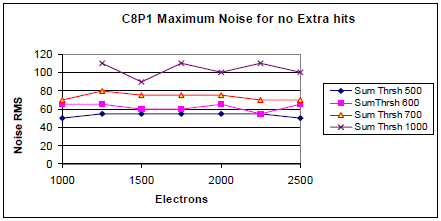 C8P1 Maximum Noise for no Extra hits
120
100
80
60
40
20
0
Noise RMS
1000 1500 2000 2500
Electrons
Sum Thrsh 500
SumThrsh 600
Sum Thrsh 700
Sum Thrsh 1000